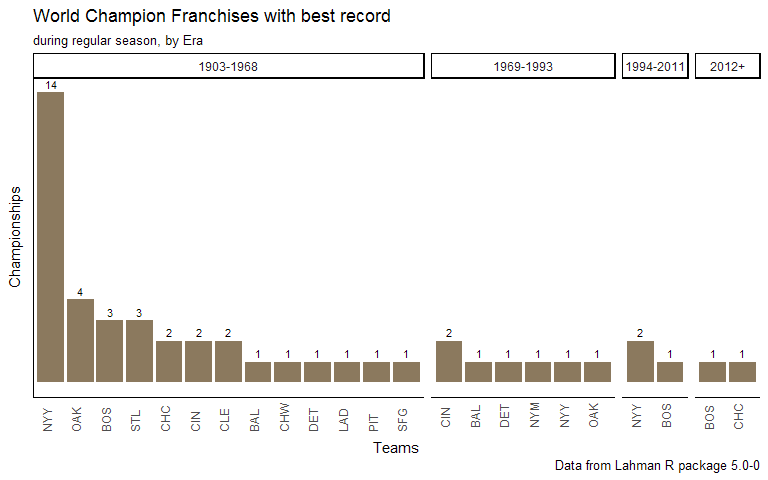 World Champion Franchises with best record
during regular season, by Era
1903-1968 1969-1993 1994-2011 2012+
14 4 3 3 2 2 2 1 1 1 1 1 1 2 1 1 1 1 1 2 1 1 1
Championships
NYY OAK BOS STL CHC CIN CLE BAL CHW DET LAD PIT SFG CIN BAL DET NYM NYY OAK NYY BOS BOS CHC
Teams
Data from Lahman R package 5.0-0